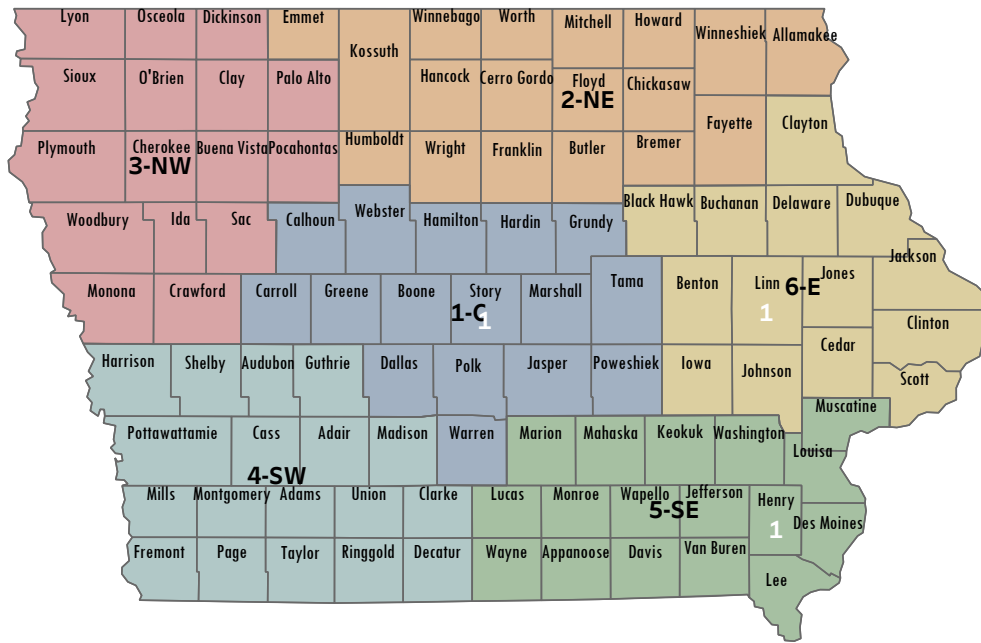 Lyon Osceola Dickinson Emmet Winnebago Worth Mitchell Howard Winneshiek Allamakee
Kossuth
Sioux O'Brien Clay Palo Alto Hancock Cerro Gordo Floyd Chickasaw
2-NE
Plymouth Cherokee Buena Vista Pocahontas Humboldt Wright Franklin Butler Bremer Fayette Clayton
3-NW
Woodbury Ida Sac Calhoun Webster Hamilton Hardin Grundy Black Hawk Buchanan Delaware Dubuque
Jackson
Monona Crawford Carroll Greene Boone Story Marshall Tama Benton Linn 6-E Jones
1-C 1 1 Clinton
Harrison Shelby Audubon Guthrie Dallas Polk Jasper Poweshiek Iowa Johnson Cedar Scott
Muscatine
Pottawattamie Cass Adair Madison Warren Marion Mahaska Keokuk Washington Louisa
4-SW
Mills Montgomery Adams Union Clarke Lucas Monroe Wapello Jefferson Henry
5-SE 1 Des Moines
Fremont Page Taylor Ringgold Decatur Wayne Appanoose Davis Van Buren Lee